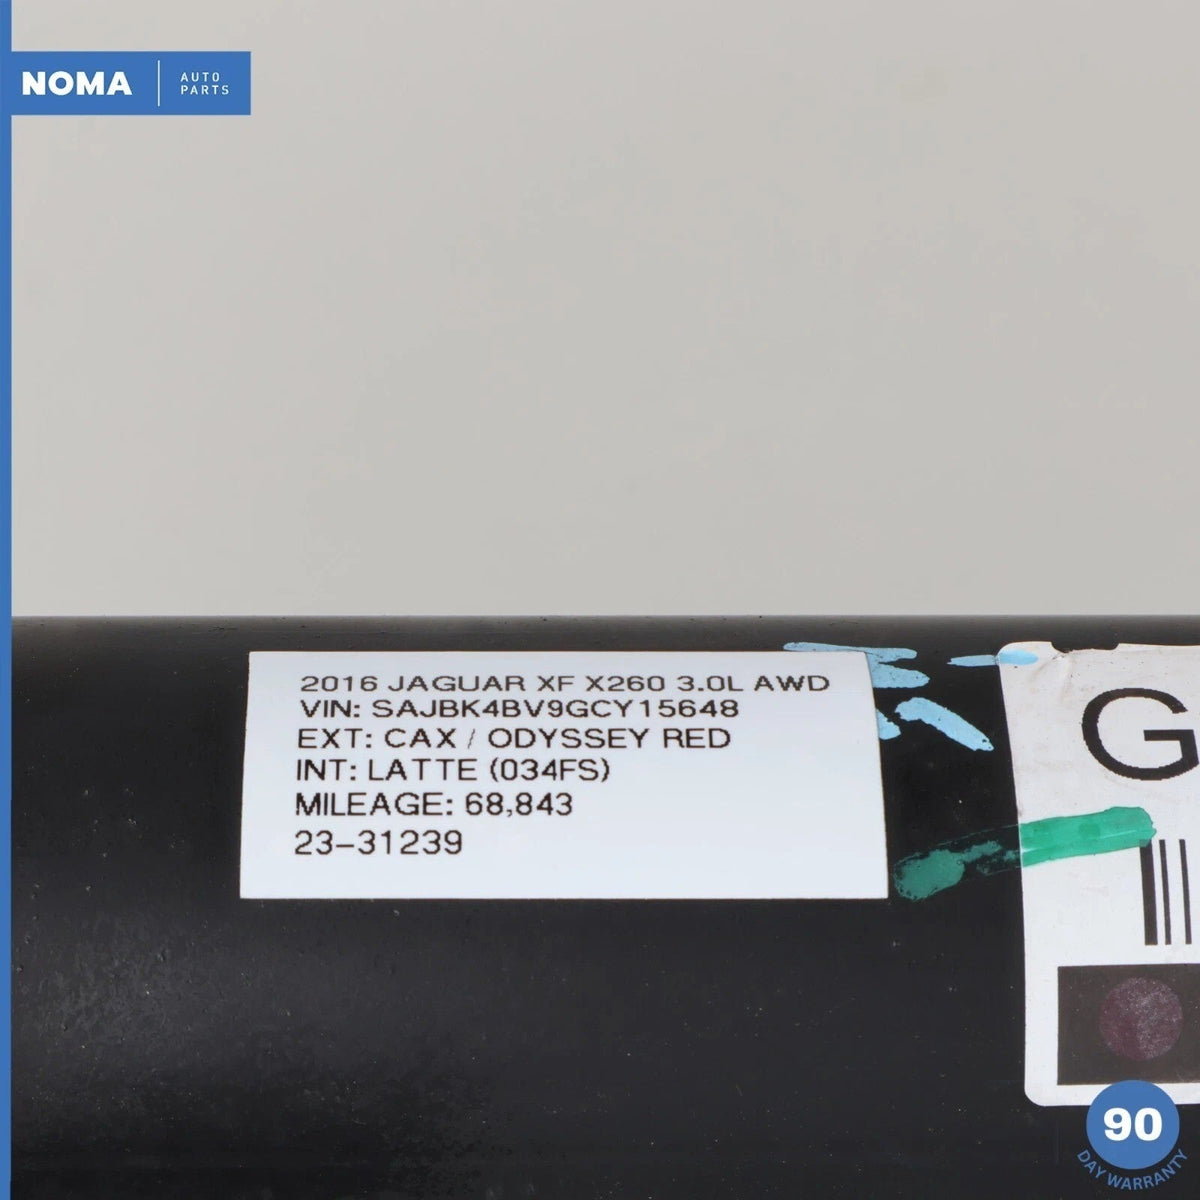 NOMA
AUTO
PARTS
2016 JAGUAR XF X260 3.0L AWD
VIN: SAJBK4BV9GCY15648
EXT: CAX / ODYSSEY RED
INT: LATTE (034FS)
MILEAGE: 68,843
23-31239
G
90
DAY WARRANTY